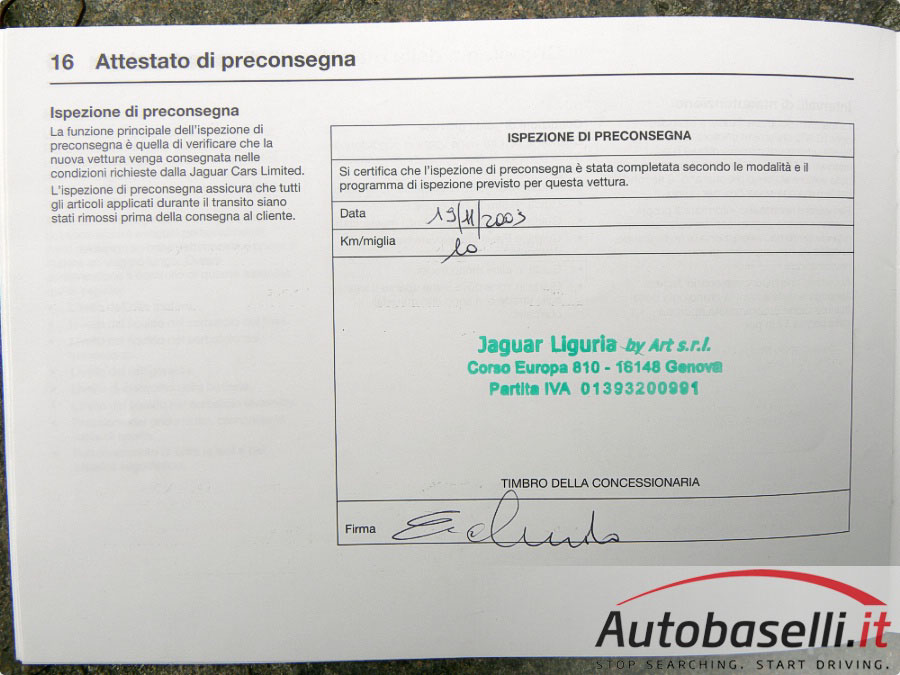 16 Attestato di preconsegna
Ispezione di preconsegna
La funzione principale dell'ispezione di
preconsegna è quella di verificare che la
nuova vettura venga consegnata nelle
condizioni richieste dalla Jaguar Cars Limited.
L'ispezione di preconsegna assicura che tutti
gli articoli applicati durante il transito siano
stati rimossi prima della consegna al cliente.
ISPEZIONE DI PRECONSEGNA
Si certifica che l'ispezione di preconsegna è stata completata secondo le modalità e il
programma di ispezione previsto per questa vettura.
Data 19/11/2003
Km/miglia 10
Jaguar Liguria by Art s.r.l.
Corso Europa 810 - 16148 Genova
Partita IVA 01393200991
TIMBRO DELLA CONCESSIONARIA
Firma
Autobaselli.it
STOP SEARCHING. START DRIVING.